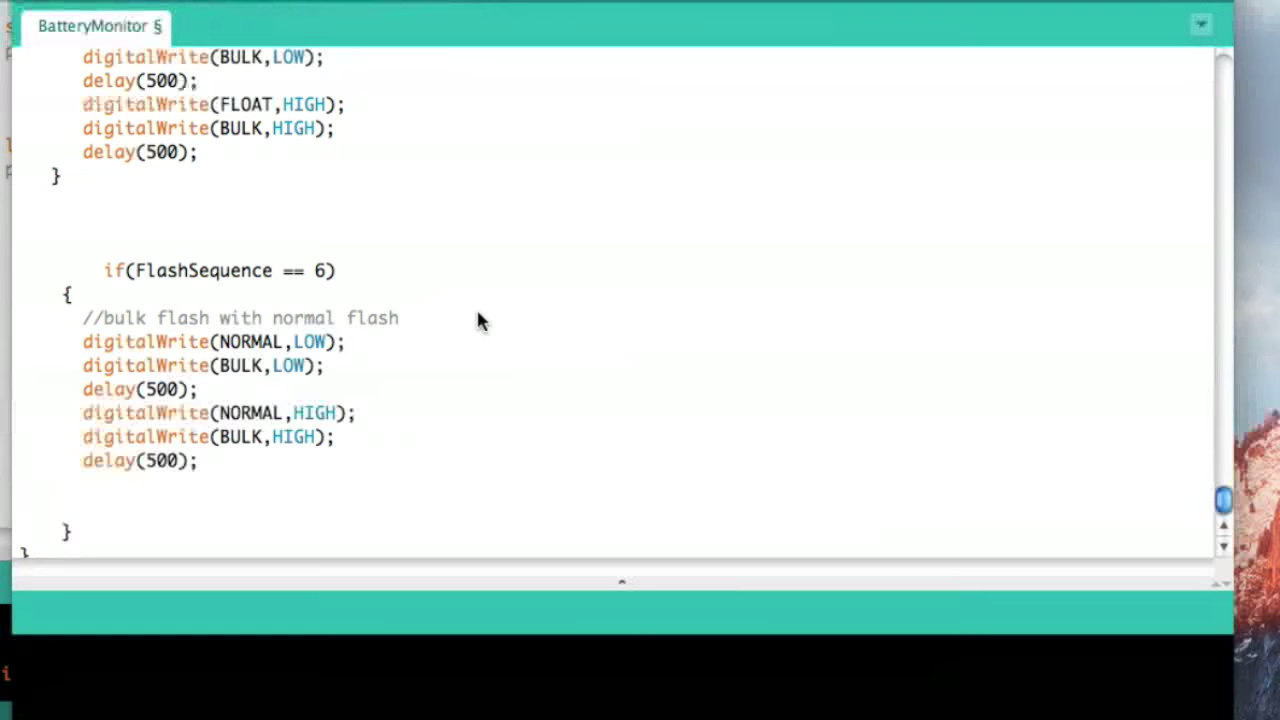 BatteryMonitor §
digitalWrite(BULK,LOW);
delay(500);
digitalWrite(FLOAT,HIGH);
digitalWrite(BULK,HIGH);
delay(500);
}
if(FlashSequence == 6)
{
//bulk flash with normal flash
digitalWrite(NORMAL,LOW);
digitalWrite(BULK,LOW);
delay(500);
digitalWrite(NORMAL,HIGH);
digitalWrite(BULK,HIGH);
delay(500);
}
}